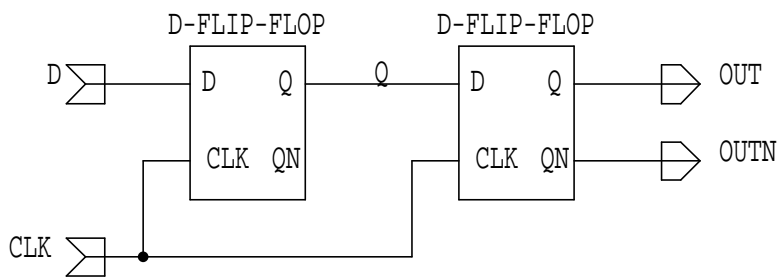 D-FLIP-FLOP D-FLIP-FLOP
D D Q Q D Q OUT
CLK QN CLK QN OUTN
CLK